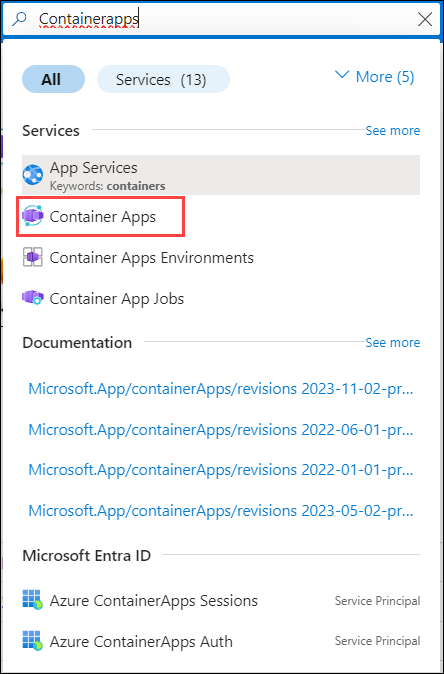 Containerapps
All
Services (13)
More (5)
Services
See more
App Services
Keywords: containers
Container Apps
Container Apps Environments
Container App Jobs
Documentation
See more
Microsoft.App/containerApps/revisions 2023-11-02-pr...
Microsoft.App/containerApps/revisions 2022-06-01-pr...
Microsoft.App/containerApps/revisions 2022-01-01-pr...
Microsoft.App/containerApps/revisions 2023-05-02-pr...
Microsoft Entra ID
Azure ContainerApps Sessions
Service Principal
Azure ContainerApps Auth
Service Principal